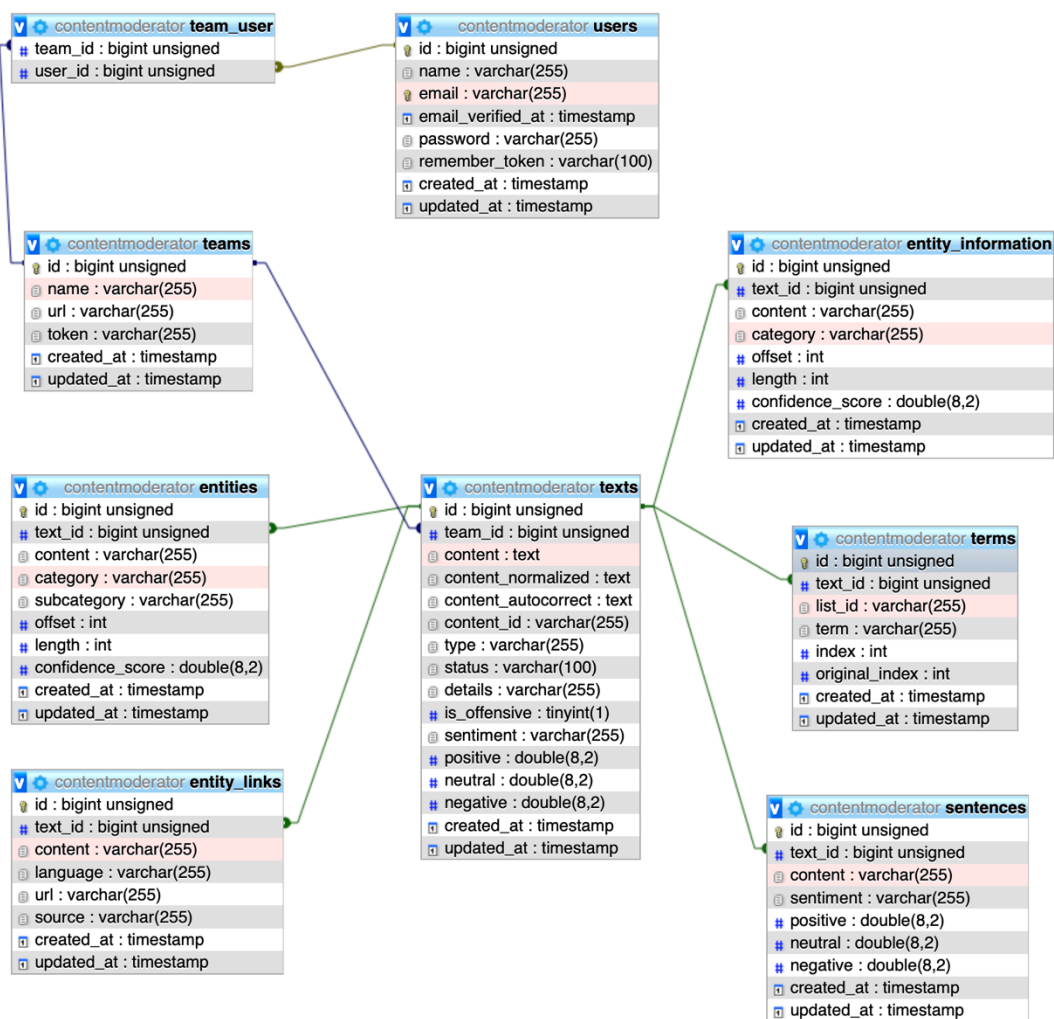 contentmoderator team_user
team_id : bigint unsigned
user_id : bigint unsigned
contentmoderator users
id : bigint unsigned
name : varchar(255)
email : varchar(255)
email_verified_at : timestamp
password : varchar(255)
remember_token : varchar(100)
created_at : timestamp
updated_at : timestamp
contentmoderator teams
id : bigint unsigned
name : varchar(255)
url : varchar(255)
token : varchar(255)
created_at : timestamp
updated_at : timestamp
contentmoderator entity_information
id : bigint unsigned
text_id : bigint unsigned
content : varchar(255)
category : varchar(255)
offset : int
length : int
confidence_score : double(8,2)
created_at : timestamp
updated_at : timestamp
contentmoderator entities
id : bigint unsigned
text_id : bigint unsigned
content : varchar(255)
category : varchar(255)
subcategory : varchar(255)
offset : int
length : int
confidence_score : double(8,2)
created_at : timestamp
updated_at : timestamp
contentmoderator texts
id : bigint unsigned
team_id : bigint unsigned
content : text
content_normalized : text
content_autocorrect : text
content_id : varchar(255)
type : varchar(255)
status : varchar(100)
details : varchar(255)
is_offensive : tinyint(1)
sentiment : varchar(255)
positive : double(8,2)
neutral : double(8,2)
negative : double(8,2)
created_at : timestamp
updated_at : timestamp
contentmoderator terms
id : bigint unsigned
text_id : bigint unsigned
list_id : varchar(255)
term : varchar(255)
index : int
original_index : int
created_at : timestamp
updated_at : timestamp
contentmoderator entity_links
id : bigint unsigned
text_id : bigint unsigned
content : varchar(255)
language : varchar(255)
url : varchar(255)
source : varchar(255)
created_at : timestamp
updated_at : timestamp
contentmoderator sentences
id : bigint unsigned
text_id : bigint unsigned
content : varchar(255)
sentiment : varchar(255)
positive : double(8,2)
neutral : double(8,2)
negative : double(8,2)
created_at : timestamp
updated_at : timestamp